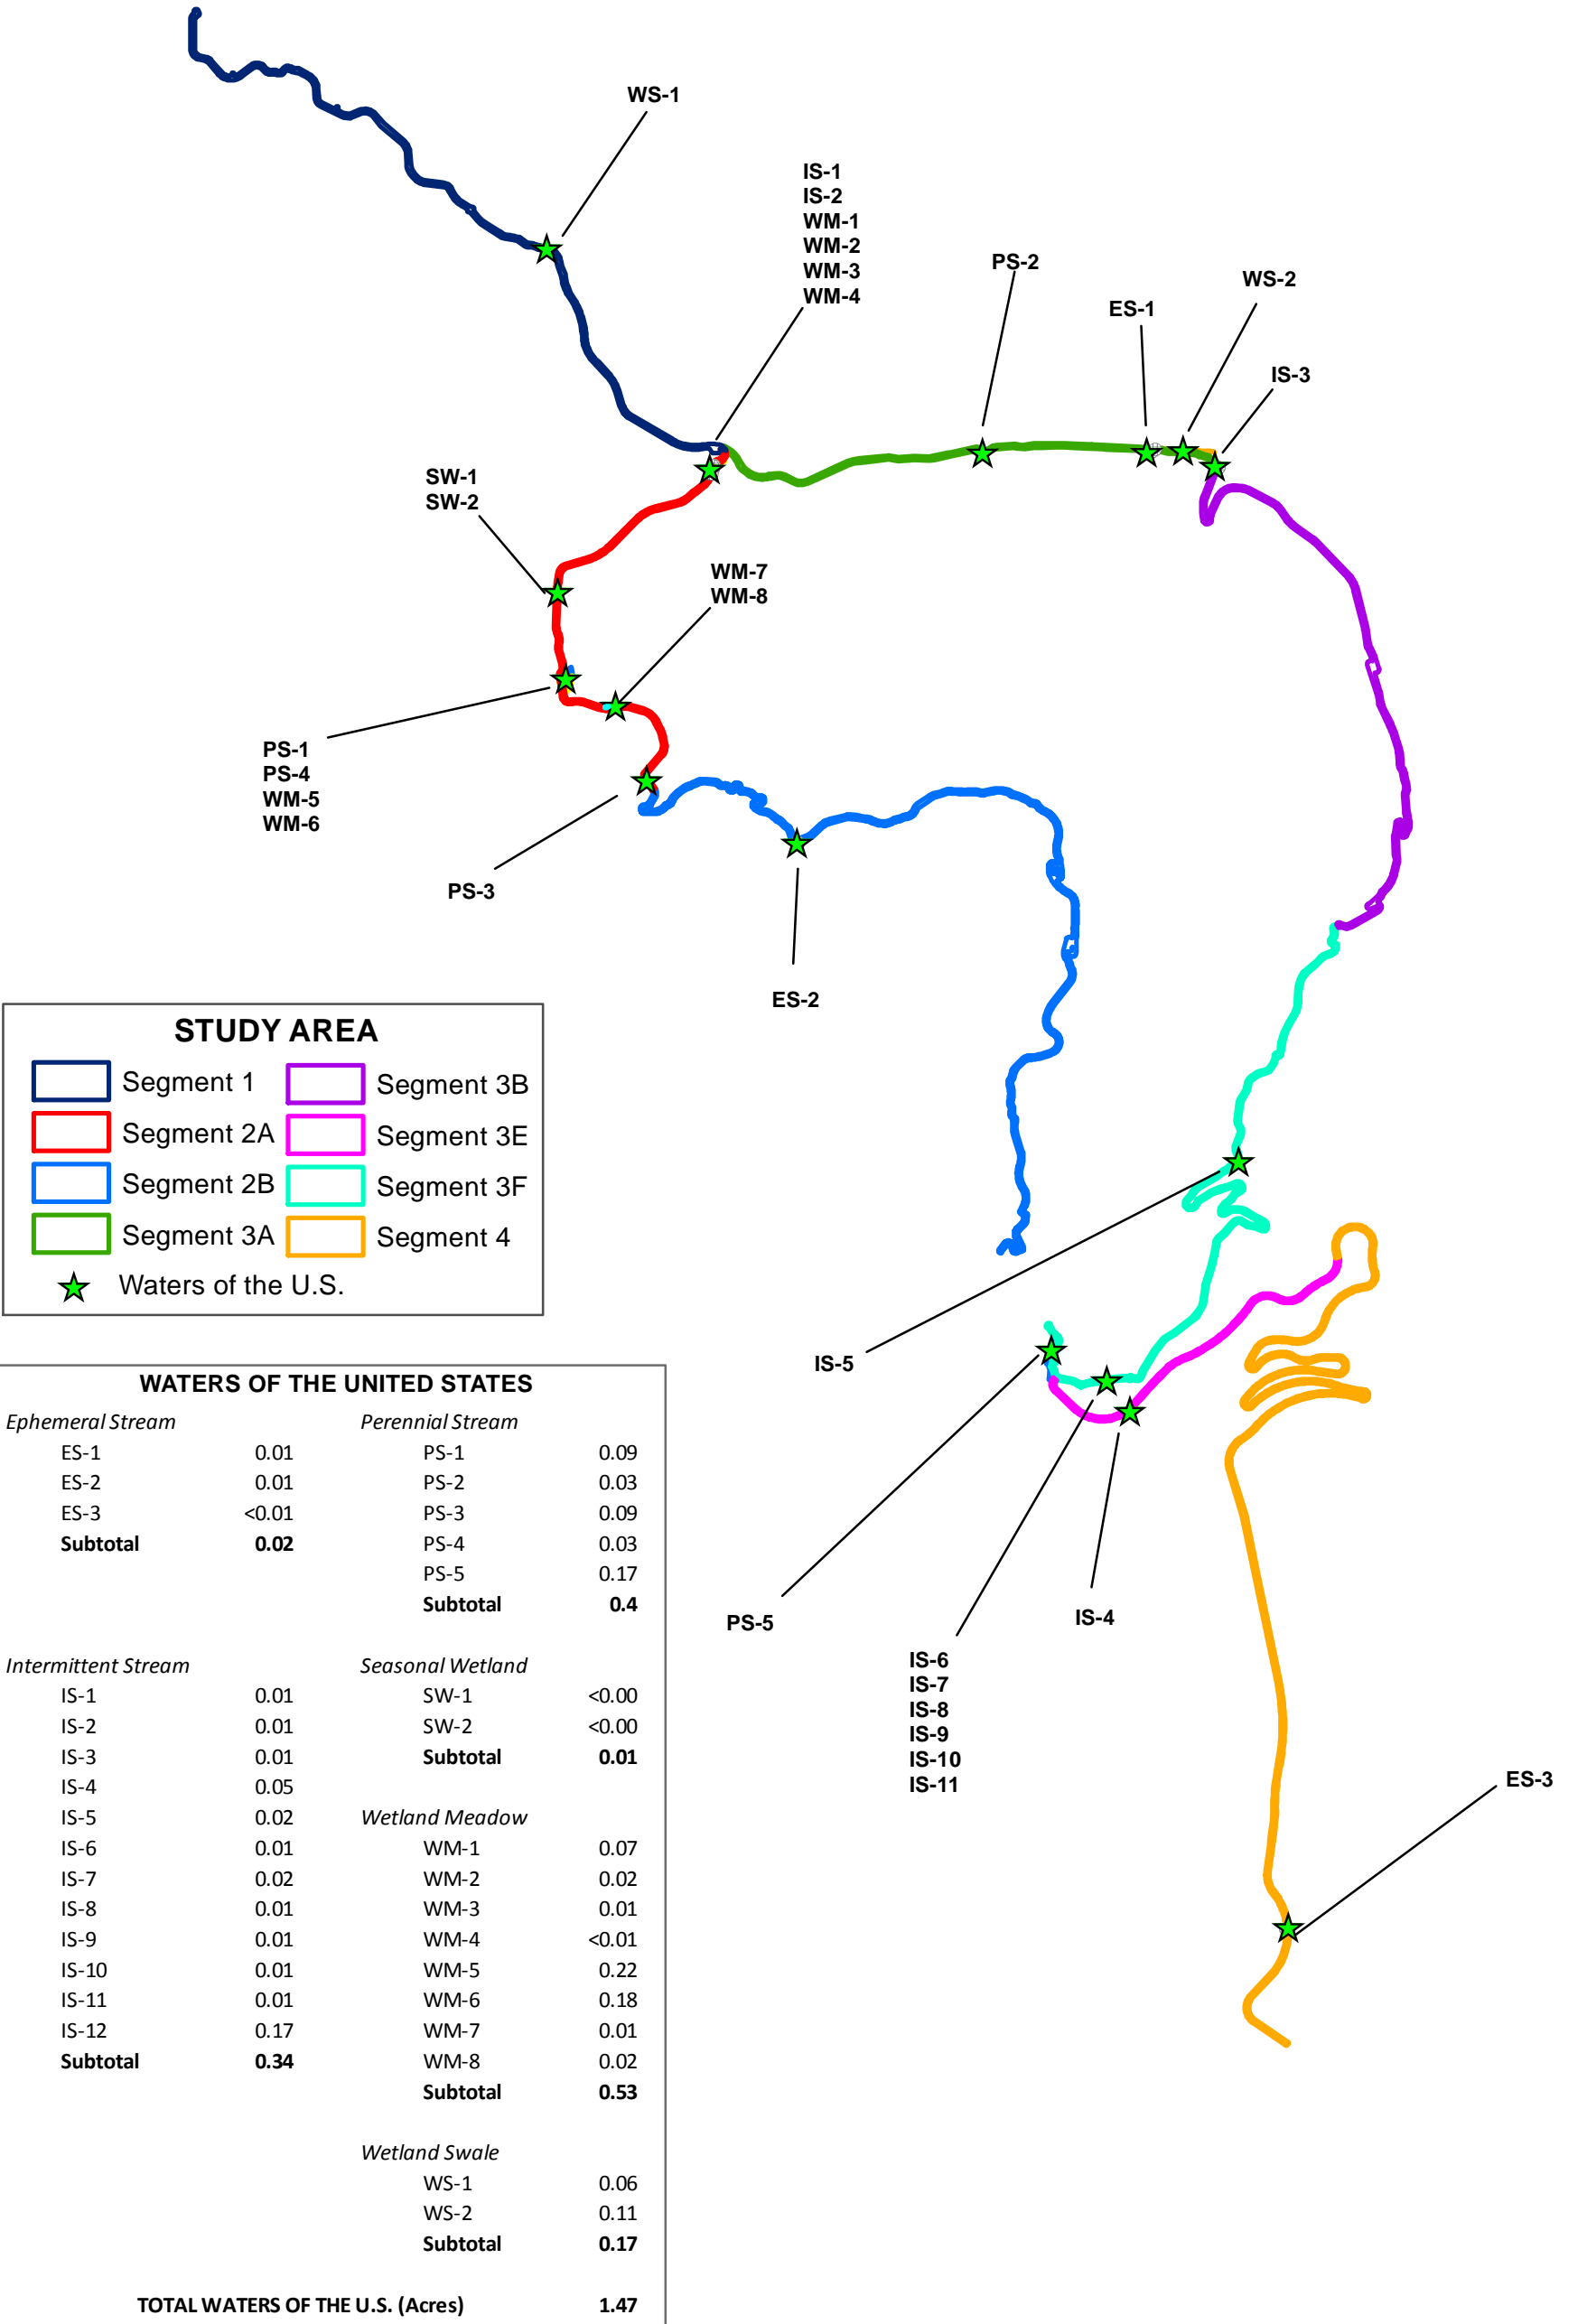 WS-1
IS-1
IS-2
WM-1
WM-2
WM-3
WM-4
PS-2
WS-2
ES-1
IS-3
SW-1
SW-2
WM-7
WM-8
PS-1
PS-4
WM-5
WM-6
PS-3
ES-2
STUDY AREA
Segment 1
Segment 3B
Segment 2A
Segment 3E
Segment 2B
Segment 3F
Segment 3A
Segment 4
Waters of the U.S.
IS-5
PS-5
IS-4
IS-6
IS-7
IS-8
IS-9
IS-10
IS-11
ES-3
WATERS OF THE UNITED STATES
Ephemeral Stream
ES-1 0.01
ES-2 0.01
ES-3 <0.01
Subtotal 0.02
Perennial Stream
PS-1 0.09
PS-2 0.03
PS-3 0.09
PS-4 0.03
PS-5 0.17
Subtotal 0.4
Intermittent Stream
IS-1 0.01
IS-2 0.01
IS-3 0.01
IS-4 0.05
IS-5 0.02
IS-6 0.01
IS-7 0.02
IS-8 0.01
IS-9 0.01
IS-10 0.01
IS-11 0.01
IS-12 0.17
Subtotal 0.34
Seasonal Wetland
SW-1 <0.00
SW-2 <0.00
Subtotal 0.01
Wetland Meadow
WM-1 0.07
WM-2 0.02
WM-3 0.01
WM-4 <0.01
WM-5 0.22
WM-6 0.18
WM-7 0.01
WM-8 0.02
Subtotal 0.53
Wetland Swale
WS-1 0.06
WS-2 0.11
Subtotal 0.17
TOTAL WATERS OF THE U.S. (Acres) 1.47